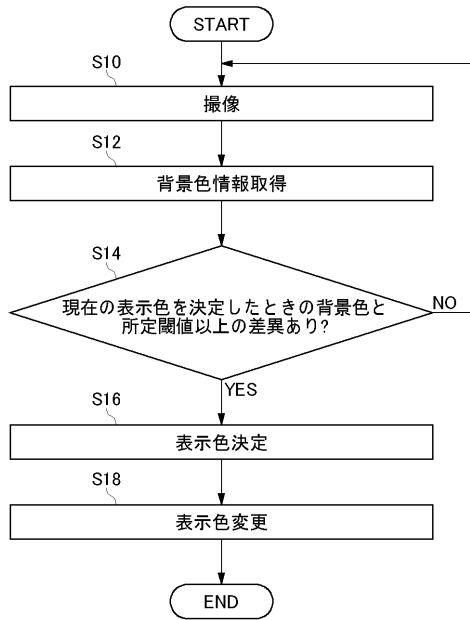 START
S10
撮像
S12
背景色情報取得
S14
現在の表示色を決定したときの背景色と
所定閾値以上の差異あり?
NO
YES
S16
表示色決定
S18
表示色変更
END